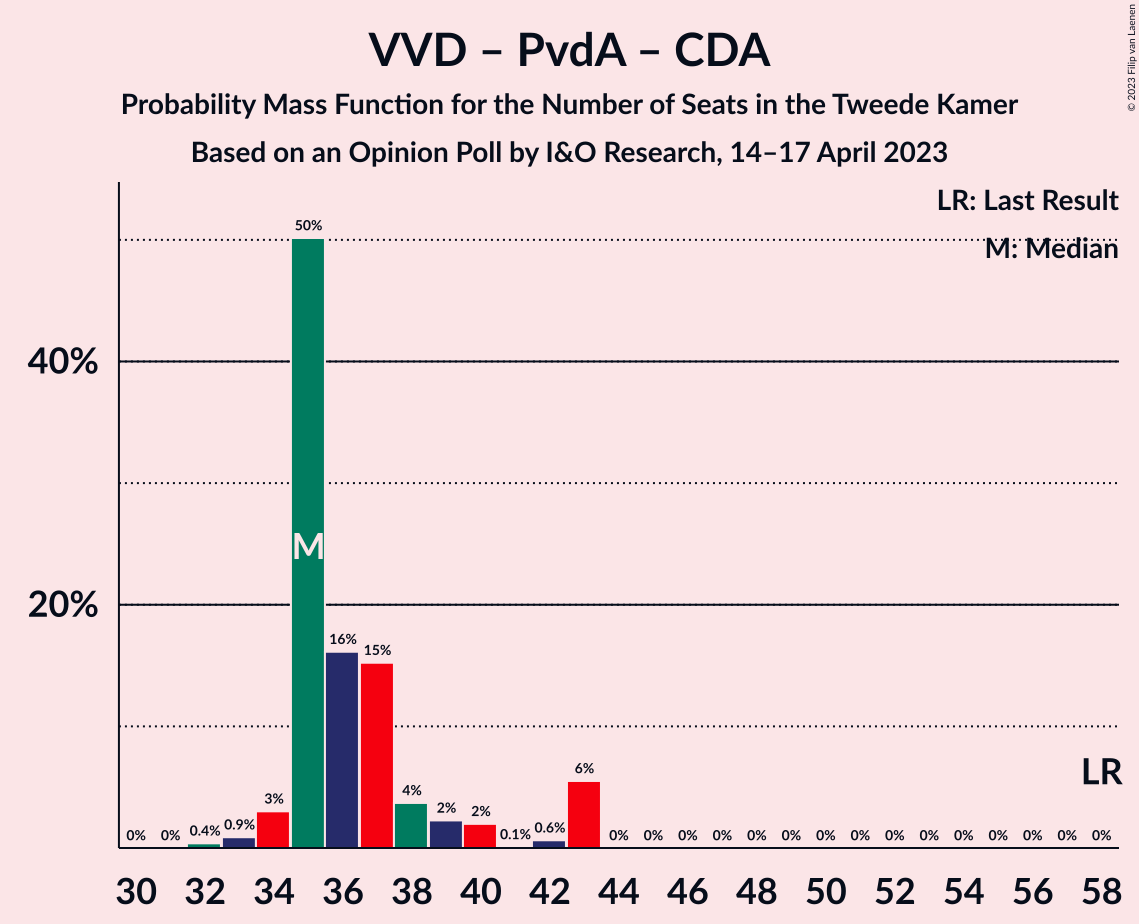 VVD – PvdA – CDA
Probability Mass Function for the Number of Seats in the Tweede Kamer
Based on an Opinion Poll by I&O Research, 14–17 April 2023
© 2023 Filip van Laenen
LR: Last Result
M: Median
50%
40%
M
20%
16%
15%
LR
6%
0% 0% 0.4% 0.9% 3% 4% 2% 2% 0.1% 0.6% 0% 0% 0% 0% 0% 0% 0% 0% 0% 0% 0% 0% 0% 0% 0%
30 32 34 36 38 40 42 44 46 48 50 52 54 56 58